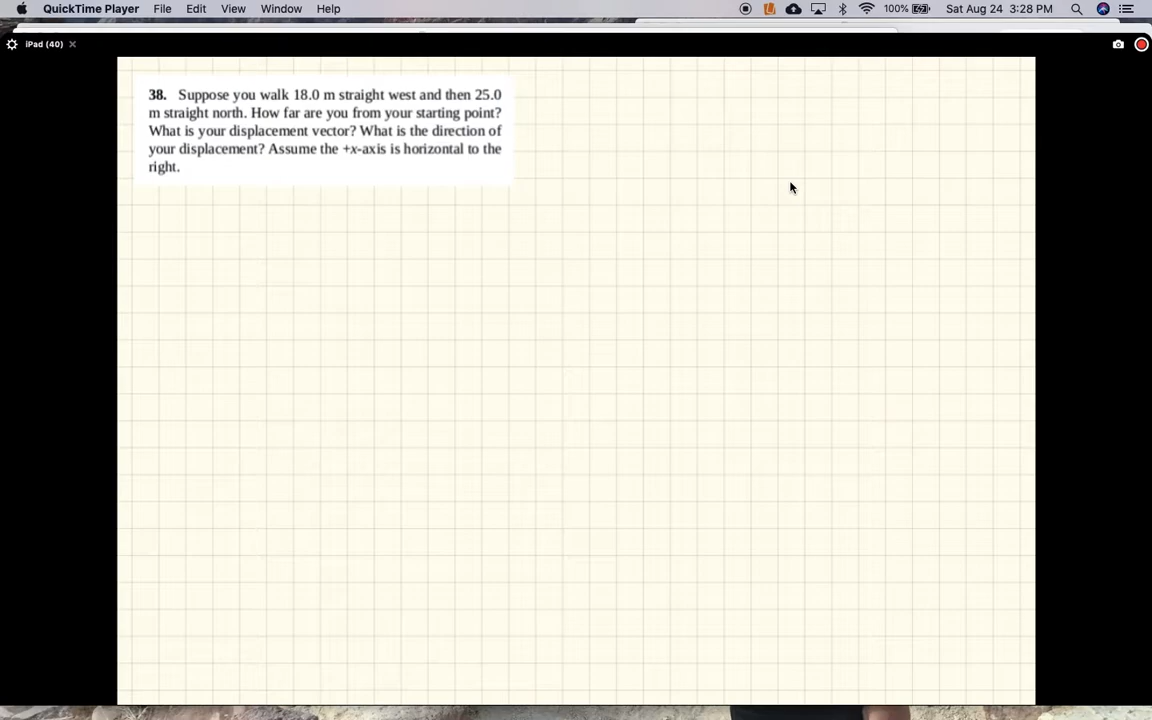 QuickTime Player File Edit View Window Help 100% Sat Aug 24 3:28 PM
iPad (40)
38. Suppose you walk 18.0 m straight west and then 25.0
m straight north. How far are you from your starting point?
What is your displacement vector? What is the direction of
your displacement? Assume the +x-axis is horizontal to the
right.